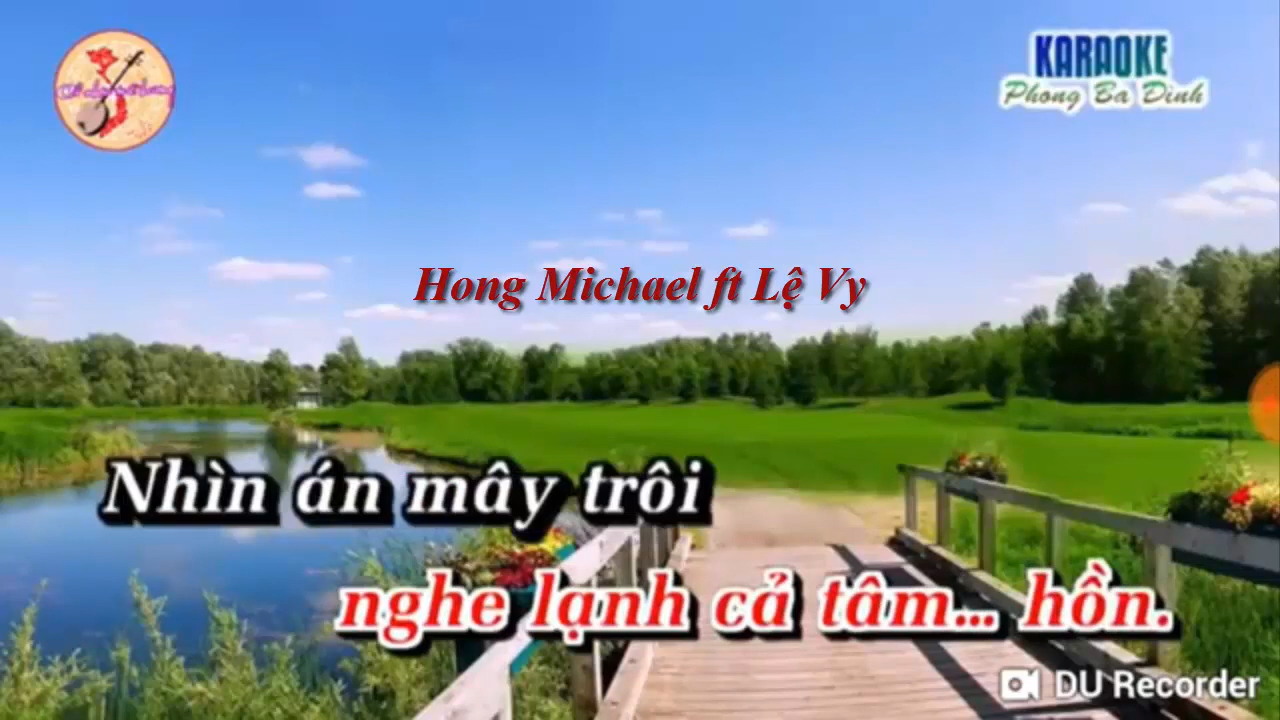 KARAOKE
Phong Ba Đình
Hong Michael ft Lệ Vy
Nhìn án mây trôi
nghe lạnh cả tâm... hồn.
DU Recorder